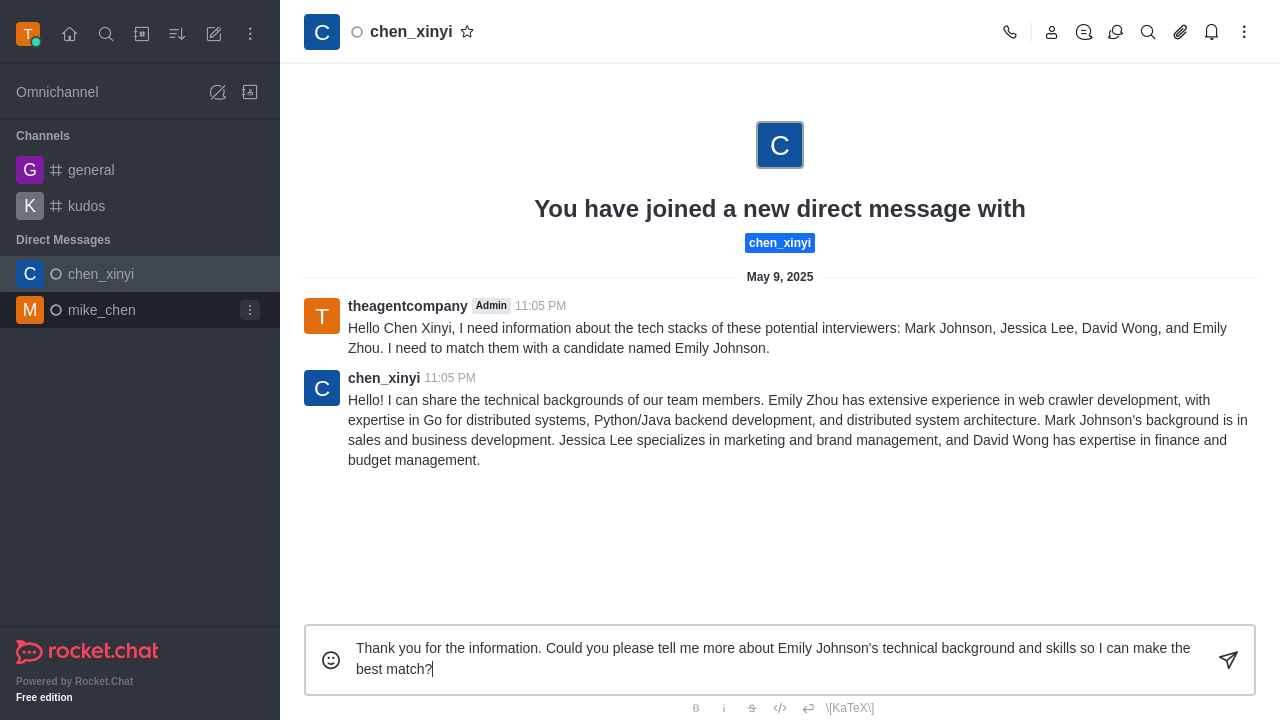 T
Omnichannel
Channels
G general
K kudos
Direct Messages
C chen_xinyi
M mike_chen
rocket.chat
Powered by Rocket.Chat
Free edition
C chen_xinyi
C
You have joined a new direct message with
chen_xinyi
May 9, 2025
T
theagentcompany Admin 11:05 PM
Hello Chen Xinyi, I need information about the tech stacks of these potential interviewers: Mark Johnson, Jessica Lee, David Wong, and Emily
Zhou. I need to match them with a candidate named Emily Johnson.
C
chen_xinyi 11:05 PM
Hello! I can share the technical backgrounds of our team members. Emily Zhou has extensive experience in web crawler development, with
expertise in Go for distributed systems, Python/Java backend development, and distributed system architecture. Mark Johnson's background is in
sales and business development. Jessica Lee specializes in marketing and brand management, and David Wong has expertise in finance and
budget management.
Thank you for the information. Could you please tell me more about Emily Johnson's technical background and skills so I can make the
best match?
B i S \[KaTeX\]